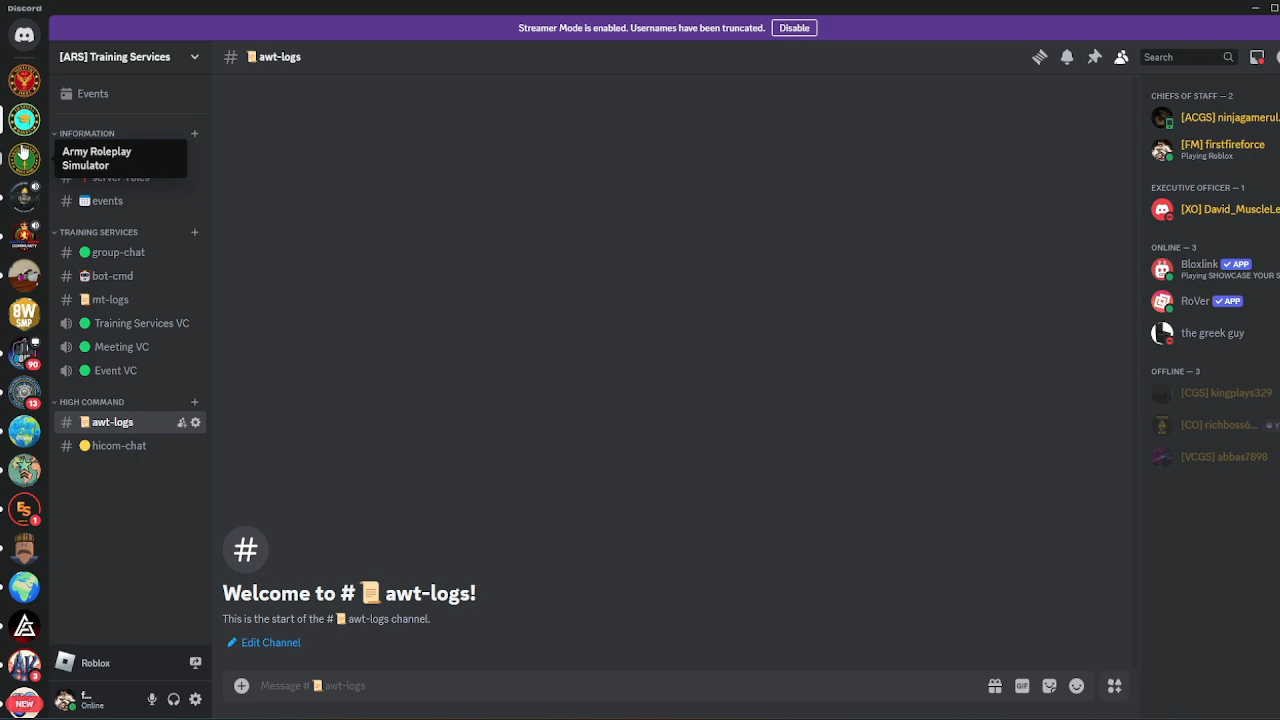 Discord
Streamer Mode is enabled. Usernames have been truncated.
Disable
[ARS] Training Services
# 📜awt-logs
Search
Events
INFORMATION
Army Roleplay
Simulator
# server-rules
# 🗓️events
TRAINING SERVICES
# 🟢group-chat
# 🤖bot-cmd
# 📜mt-logs
🟢 Training Services VC
🟢 Meeting VC
🟢 Event VC
HIGH COMMAND
# 📜awt-logs
# 🟡hicom-chat
Roblox
f...
Online
8W
SMP
90
13
ES
1
3
NEW
#
Welcome to # 📜awt-logs!
This is the start of the # 📜awt-logs channel.
Edit Channel
Message # 📜awt-logs
GIF
CHIEFS OF STAFF — 2
[ACGS] ninjagamerul.
[FM] firstfireforce
Playing Roblox
EXECUTIVE OFFICER — 1
[XO] David_MuscleLe
ONLINE — 3
Bloxlink ✓ APP
Playing SHOWCASE YOUR S
RoVer ✓ APP
the greek guy
OFFLINE — 3
[CGS] kingplays329
[CO] richboss6...
[VCGS] abbas7898